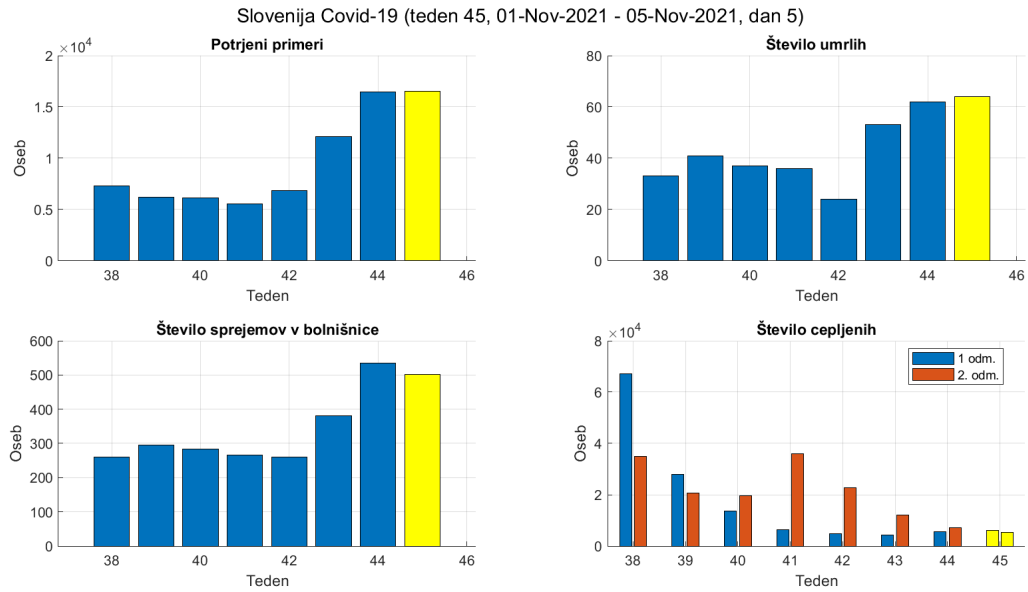 Slovenija Covid-19 (teden 45, 01-Nov-2021 - 05-Nov-2021, dan 5)
Potrjeni primeri
×10⁴
2
1.5
1
0.5
0
Oseb
38 40 42 44 46
Teden
Število umrlih
80
60
40
20
0
Oseb
38 40 42 44 46
Teden
Število sprejemov v bolnišnice
600
500
400
300
200
100
0
Oseb
38 40 42 44 46
Teden
Število cepljenih
×10⁴
8
6
4
2
0
Oseb
1 odm.
2. odm.
38 39 40 41 42 43 44 45
Teden